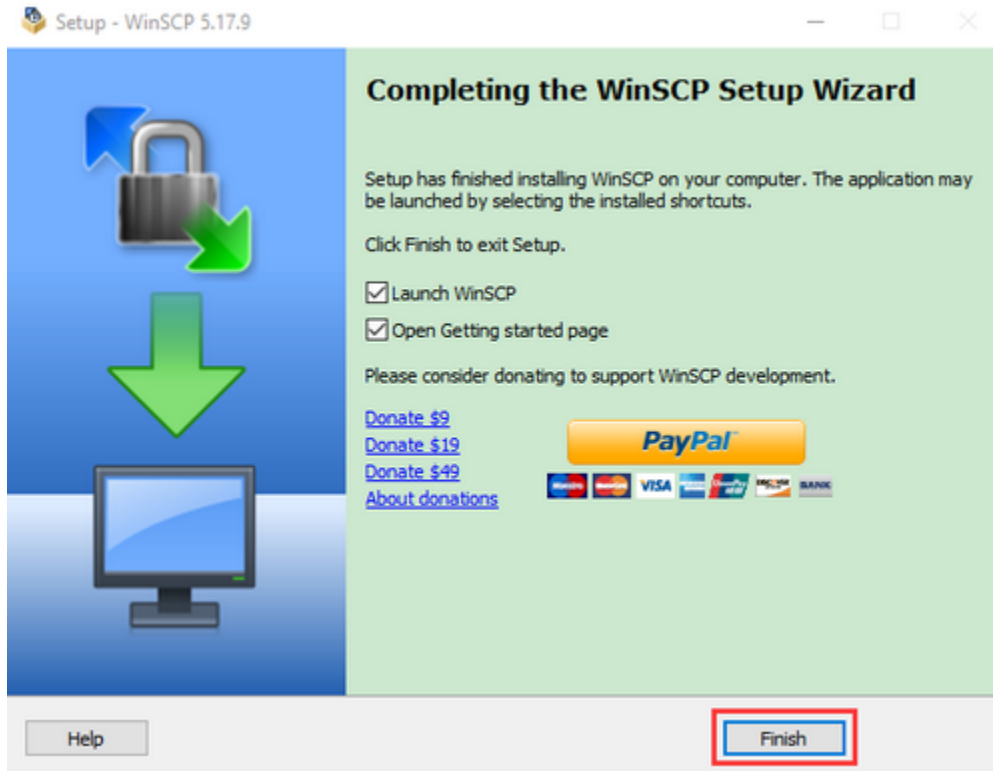 Setup - WinSCP 5.17.9
Completing the WinSCP Setup Wizard
Setup has finished installing WinSCP on your computer. The application may
be launched by selecting the installed shortcuts.
Click Finish to exit Setup.
Launch WinSCP
Open Getting started page
Please consider donating to support WinSCP development.
Donate $9
Donate $19
Donate $49
About donations
PayPal
VISA
BANK
Help
Finish